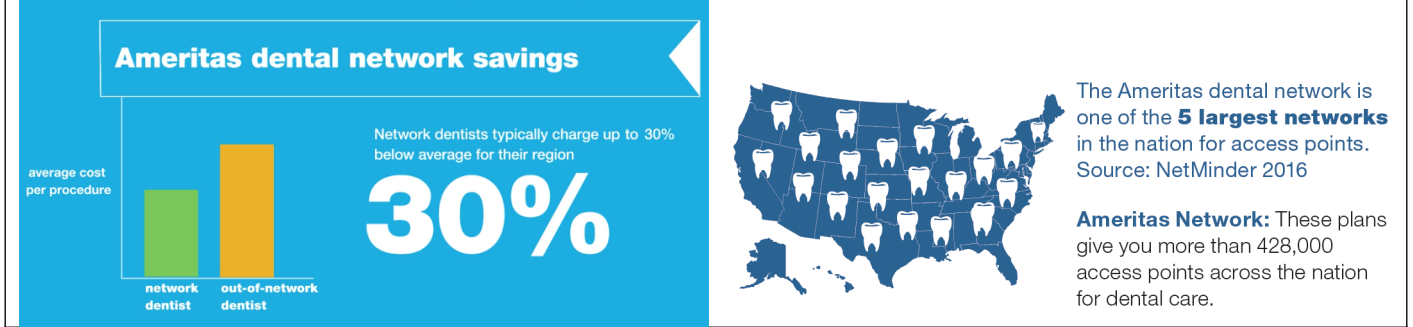 Ameritas dental network savings
average cost
per procedure
network
dentist
out-of-network
dentist
Network dentists typically charge up to 30%
below average for their region
30%
The Ameritas dental network is
one of the 5 largest networks
in the nation for access points.
Source: NetMinder 2016
Ameritas Network: These plans
give you more than 428,000
access points across the nation
for dental care.